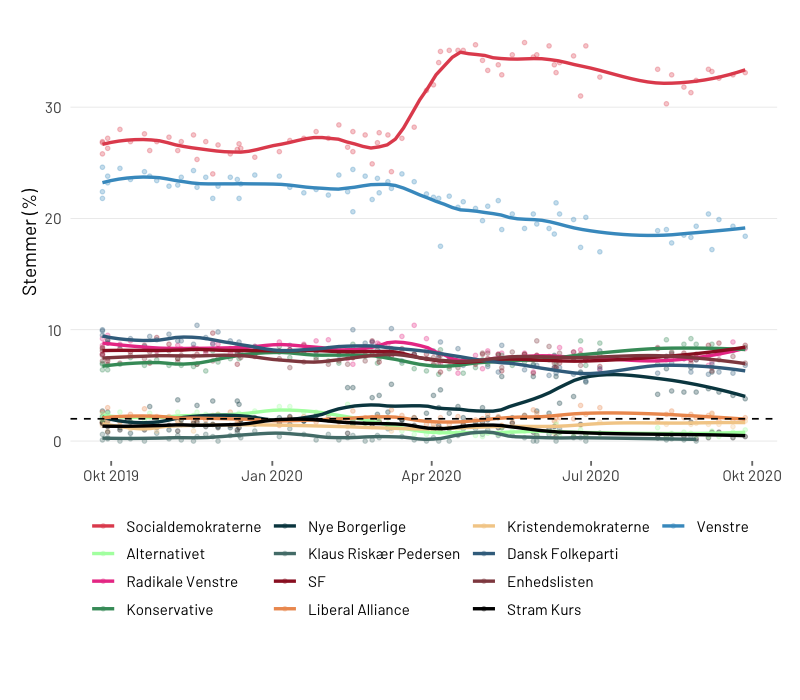 Stemmer (%)
30
20
10
0
Okt 2019 Jan 2020 Apr 2020 Jul 2020 Okt 2020
Socialdemokraterne Nye Borgerlige Kristendemokraterne Venstre
Alternativet Klaus Riskær Pedersen Dansk Folkeparti
Radikale Venstre SF Enhedslisten
Konservative Liberal Alliance Stram Kurs